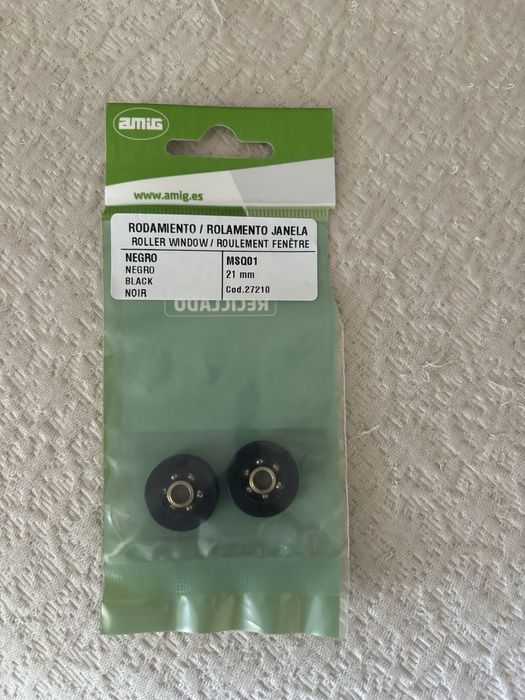 amiG
www.amig.es
RODAMIENTO / ROLAMENTO JANELA
ROLLER WINDOW / ROULEMENT FENÊTRE
NEGRO
NEGRO
BLACK
NOIR
MSQ01
21 mm
Cod.27210
RECICLADO